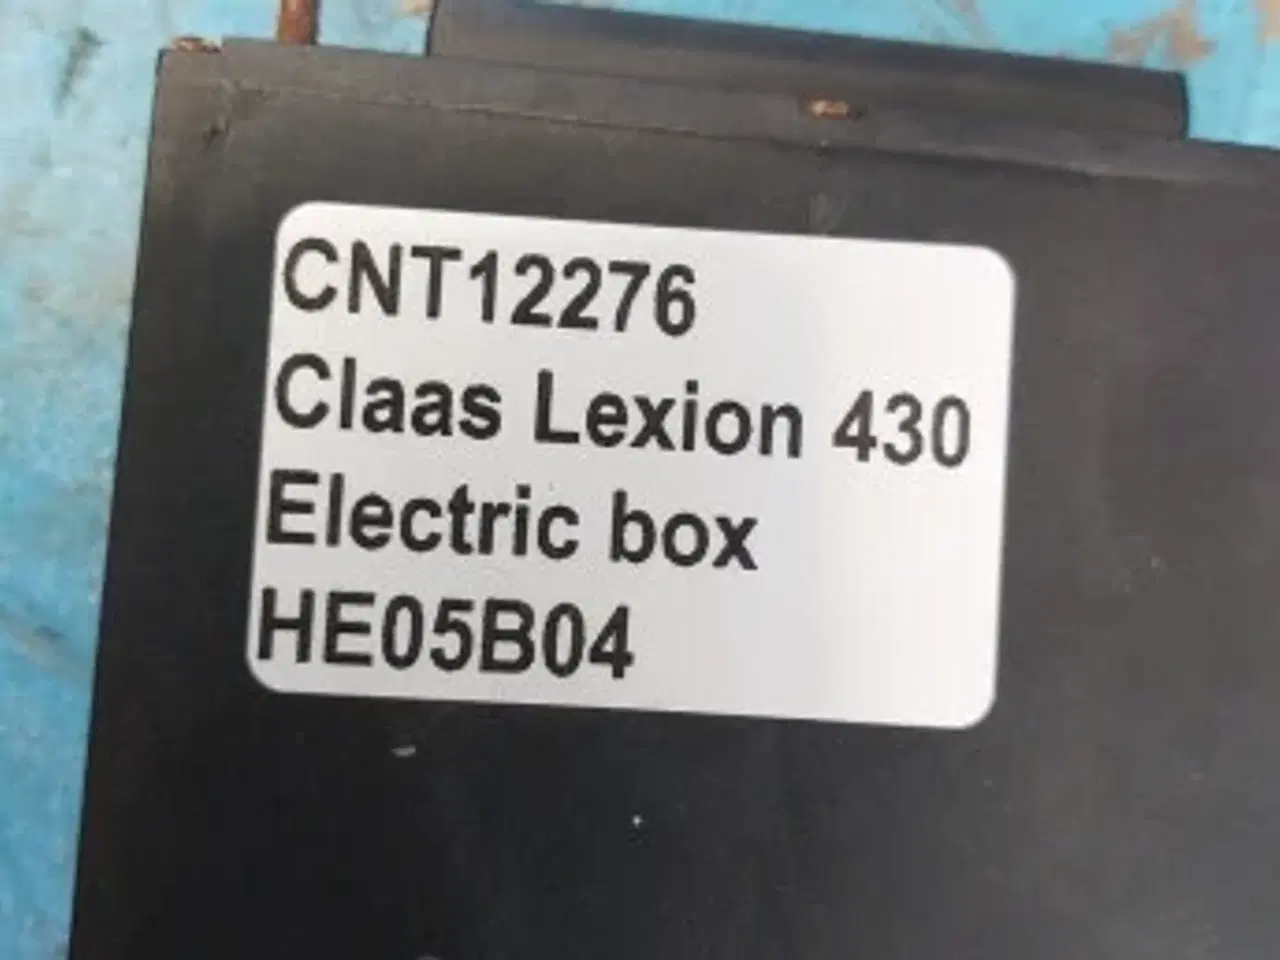 CNT12276
Claas Lexion 430
Electric box
HE05B04